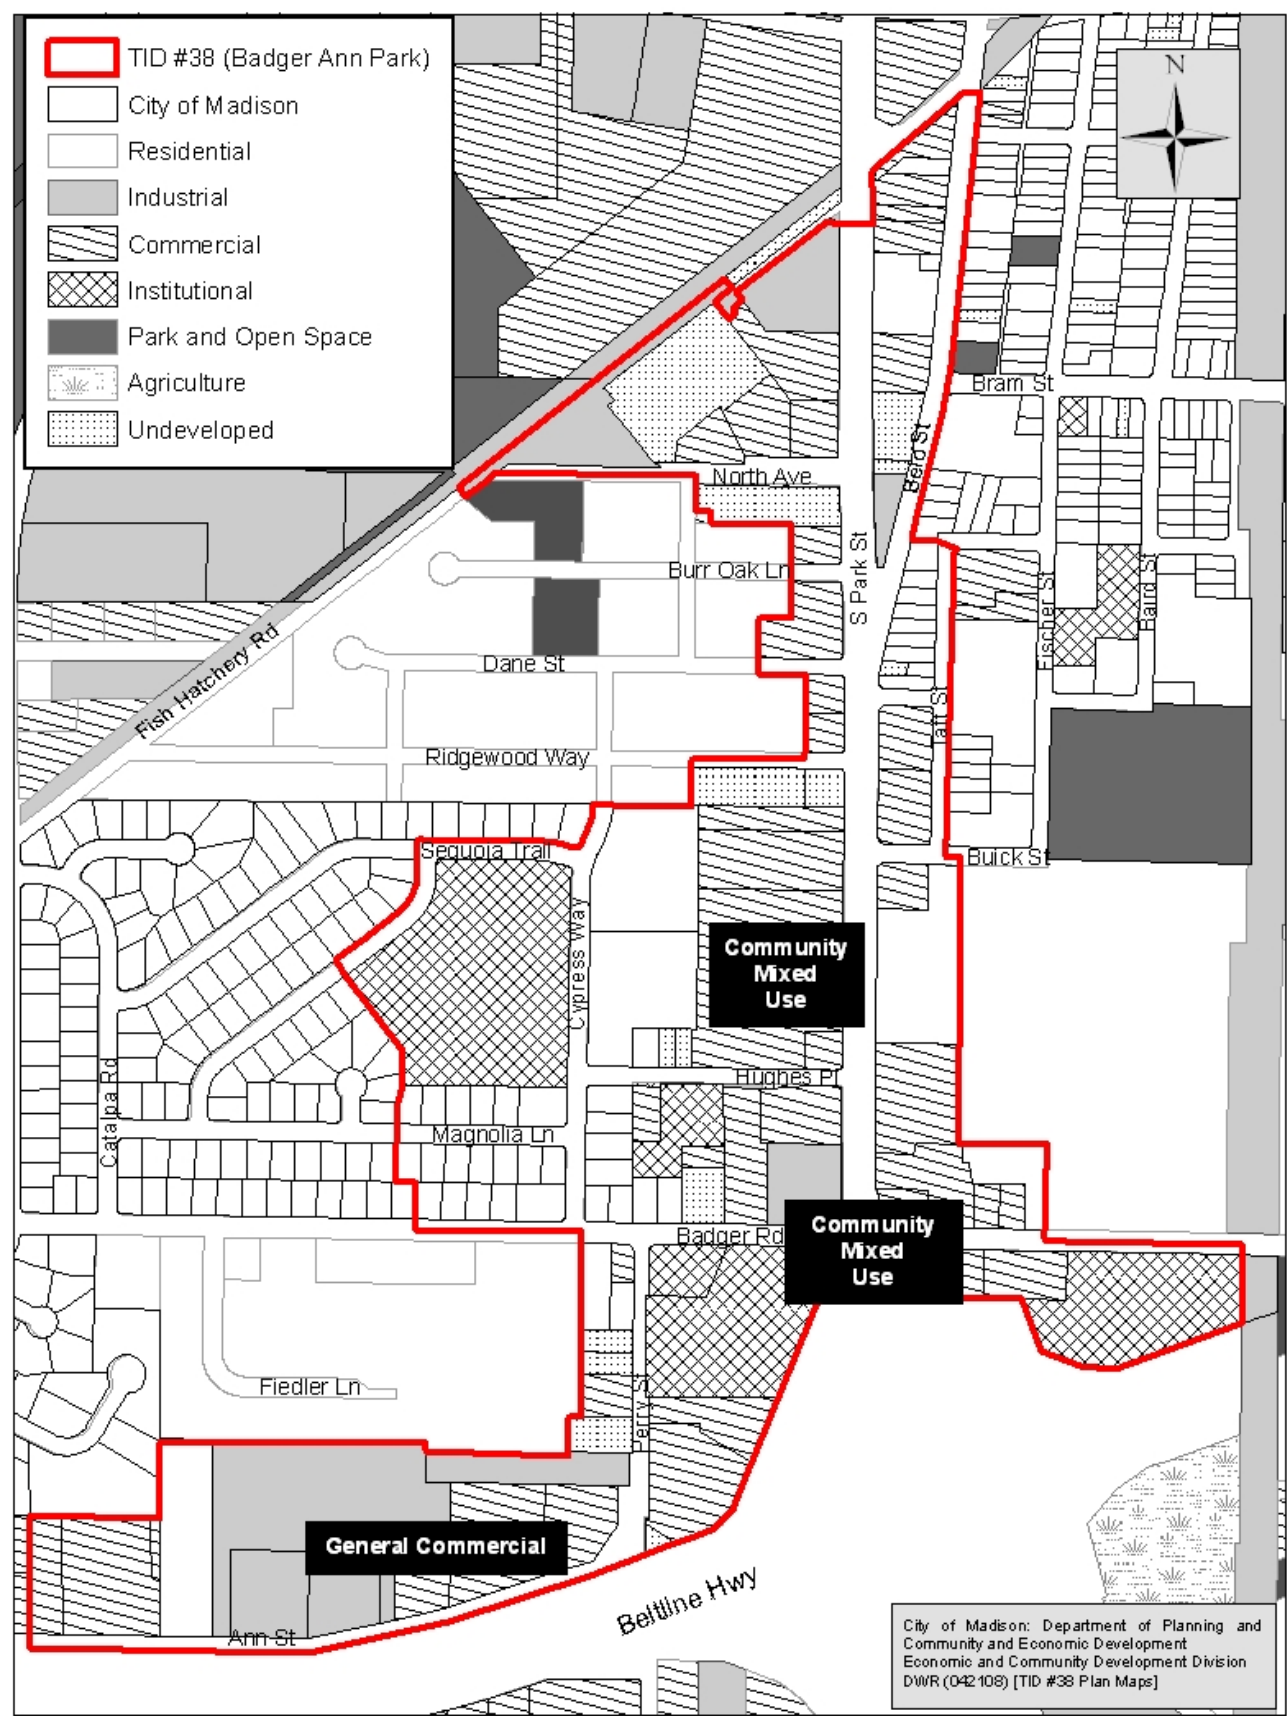 TID #38 (Badger Ann Park)
City of Madison
Residential
Industrial
Commercial
Institutional
Park and Open Space
Agriculture
Undeveloped
N
Bram St
North Ave
Beld St
Burr Oak Ln
S Park St
Fischer St
Baird St
Dane St
Fish Hatchery Rd
Taft St
Ridgewood Way
Sequoia Trail
Buick St
Cypress Way
Community
Mixed
Use
Catalpa Rd
Hughes Pl
Magnolia Ln
Badger Rd
Community
Mixed
Use
Fiedler Ln
Perry St
General Commercial
Beltline Hwy
Ann St
City of Madison: Department of Planning and
Community and Economic Development
Economic and Community Development Division
DWR (042108) [TID #38 Plan Maps]